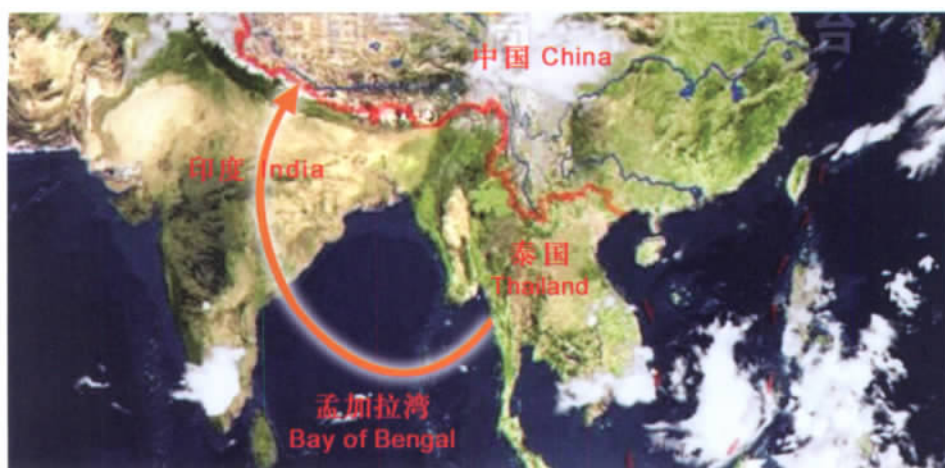 中国 China
印度 India
泰国
Thailand
孟加拉湾
Bay of Bengal